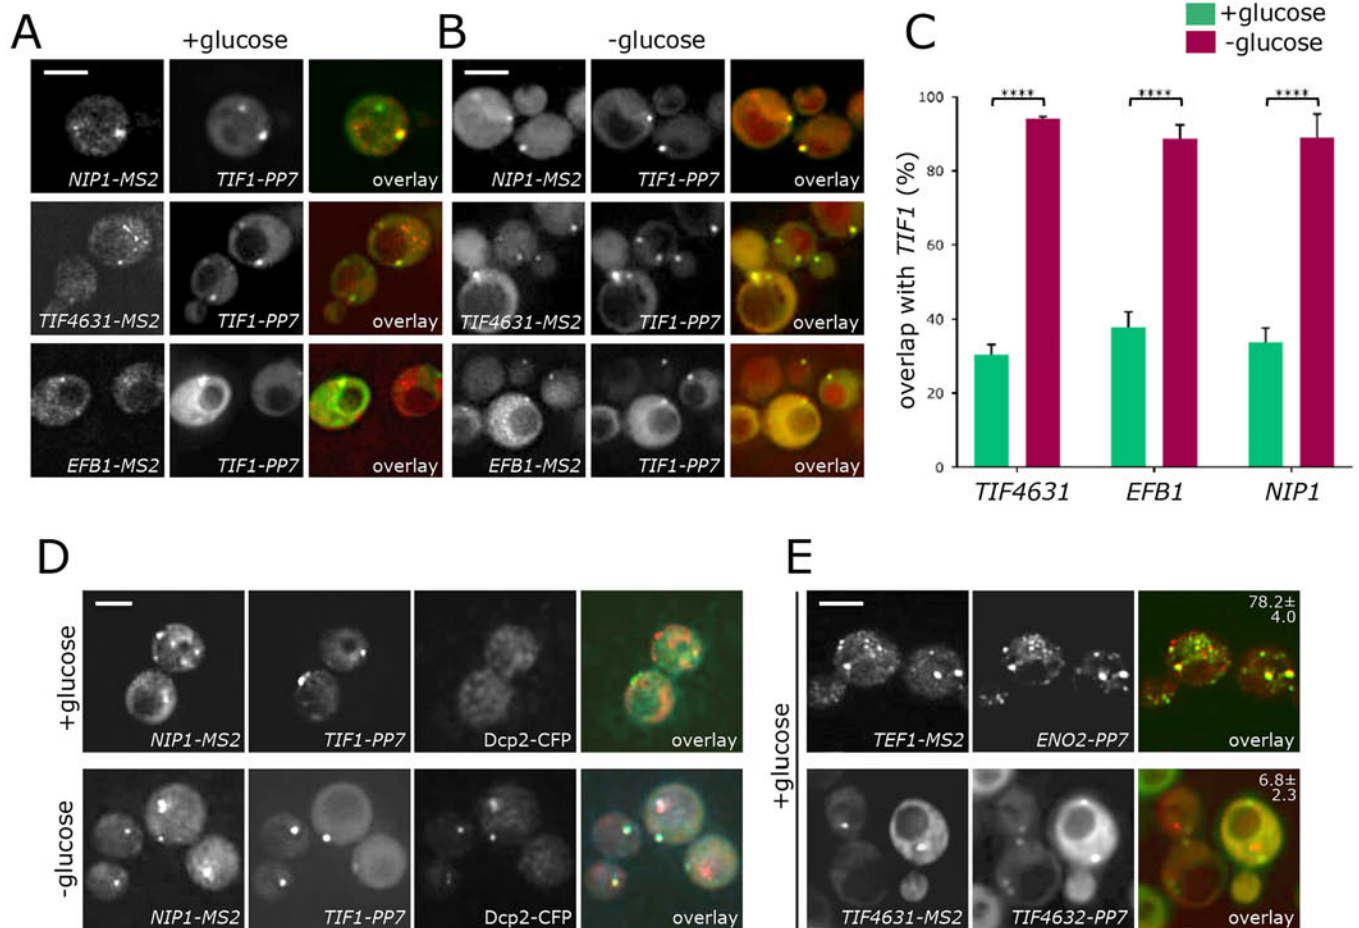 A
+glucose
B
-glucose
C
+glucose
-glucose
NIP1-MS2
TIF1-PP7
overlay
NIP1-MS2
TIF1-PP7
overlay
TIF4631-MS2
TIF1-PP7
overlay
TIF4631-MS2
TIF1-PP7
overlay
EFB1-MS2
TIF1-PP7
overlay
EFB1-MS2
TIF1-PP7
overlay
overlap with TIF1 (%)
100
80
60
40
20
0
****
****
****
TIF4631
EFB1
NIP1
D
+glucose
NIP1-MS2
TIF1-PP7
Dcp2-CFP
overlay
-glucose
NIP1-MS2
TIF1-PP7
Dcp2-CFP
overlay
E
+glucose
78.2±
4.0
TEF1-MS2
ENO2-PP7
overlay
6.8±
2.3
TIF4631-MS2
TIF4632-PP7
overlay